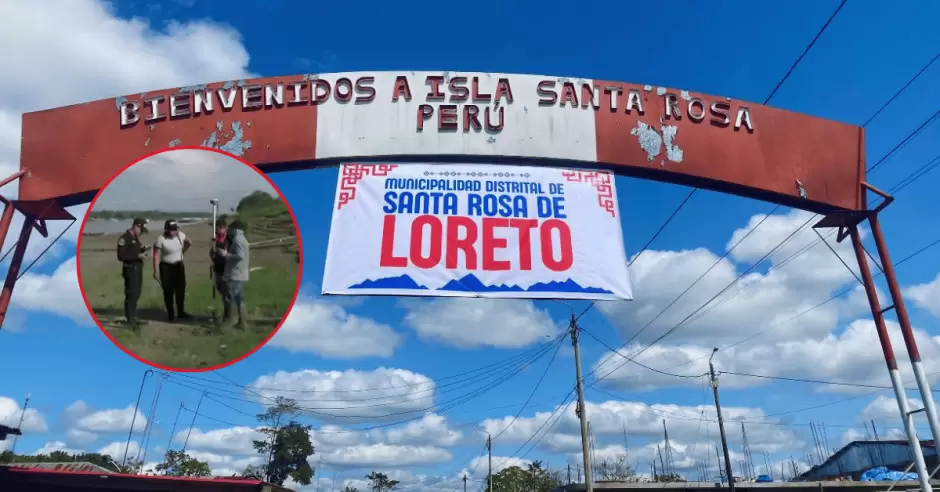 BIENVENIDOS A ISLA SANTA ROSA
PERÚ
MUNICIPALIDAD DISTRITAL DE
SANTA ROSA DE
LORETO